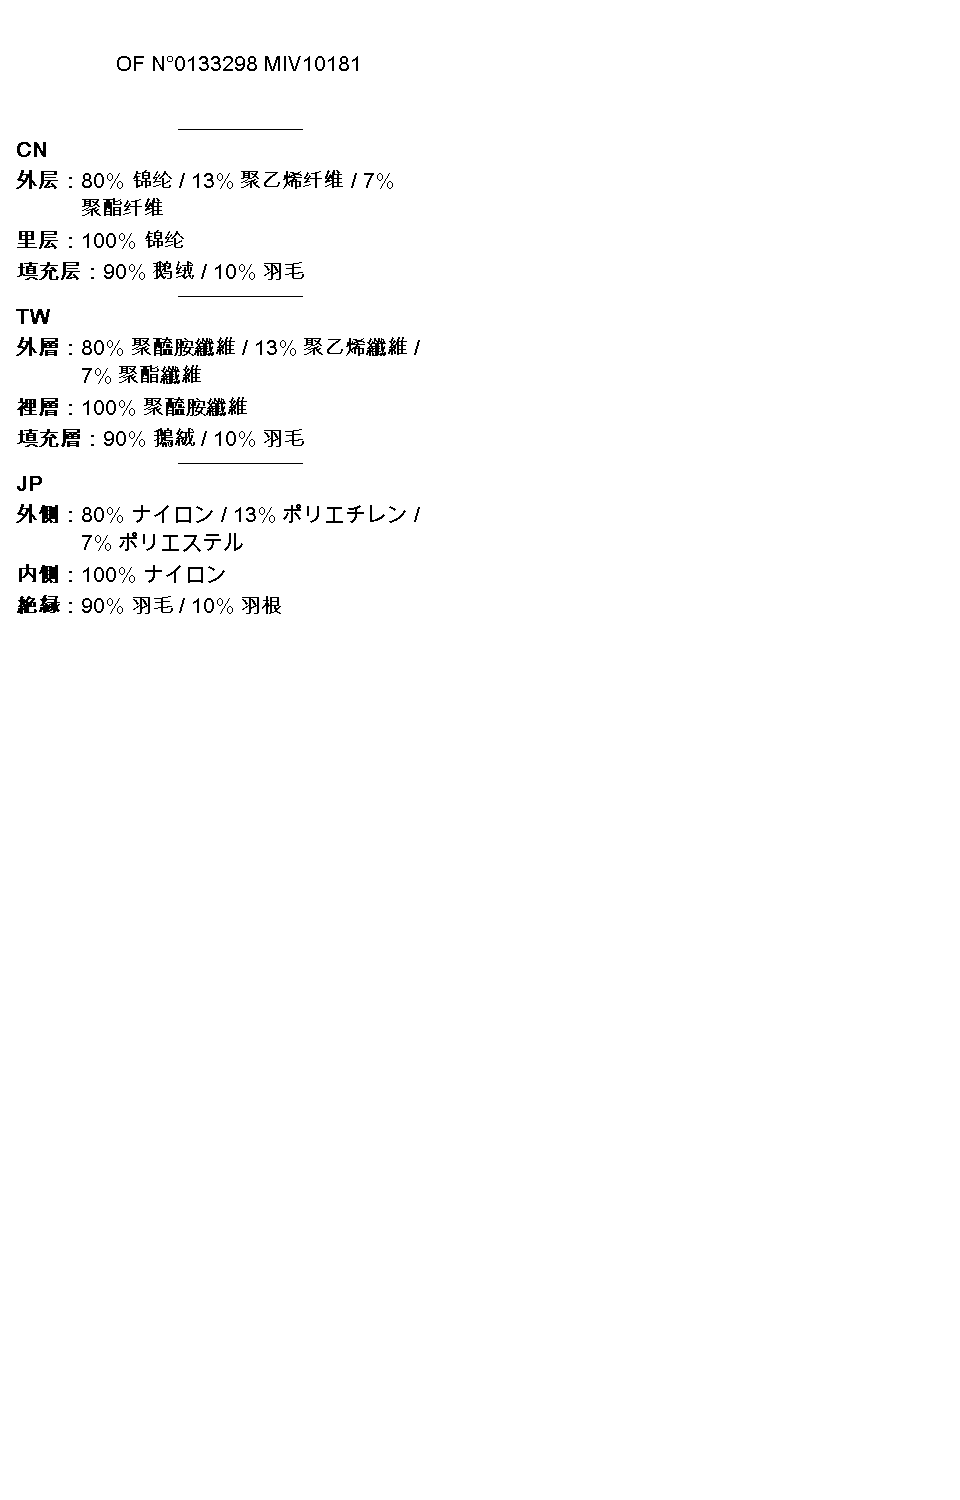 OF N°0133298 MIV10181
CN
外层 : 80% 锦纶 / 13% 聚乙烯纤维 / 7%
聚酯纤维
里层 : 100% 锦纶
填充层 : 90% 鹅绒 / 10% 羽毛
TW
外層 : 80% 聚醯胺纖維 / 13% 聚乙烯纖維 /
7% 聚酯纖維
裡層 : 100% 聚醯胺纖維
填充層 : 90% 鵝絨 / 10% 羽毛
JP
外側 : 80% ナイロン / 13% ポリエチレン /
7% ポリエステル
内側 : 100% ナイロン
絶縁 : 90% 羽毛 / 10% 羽根